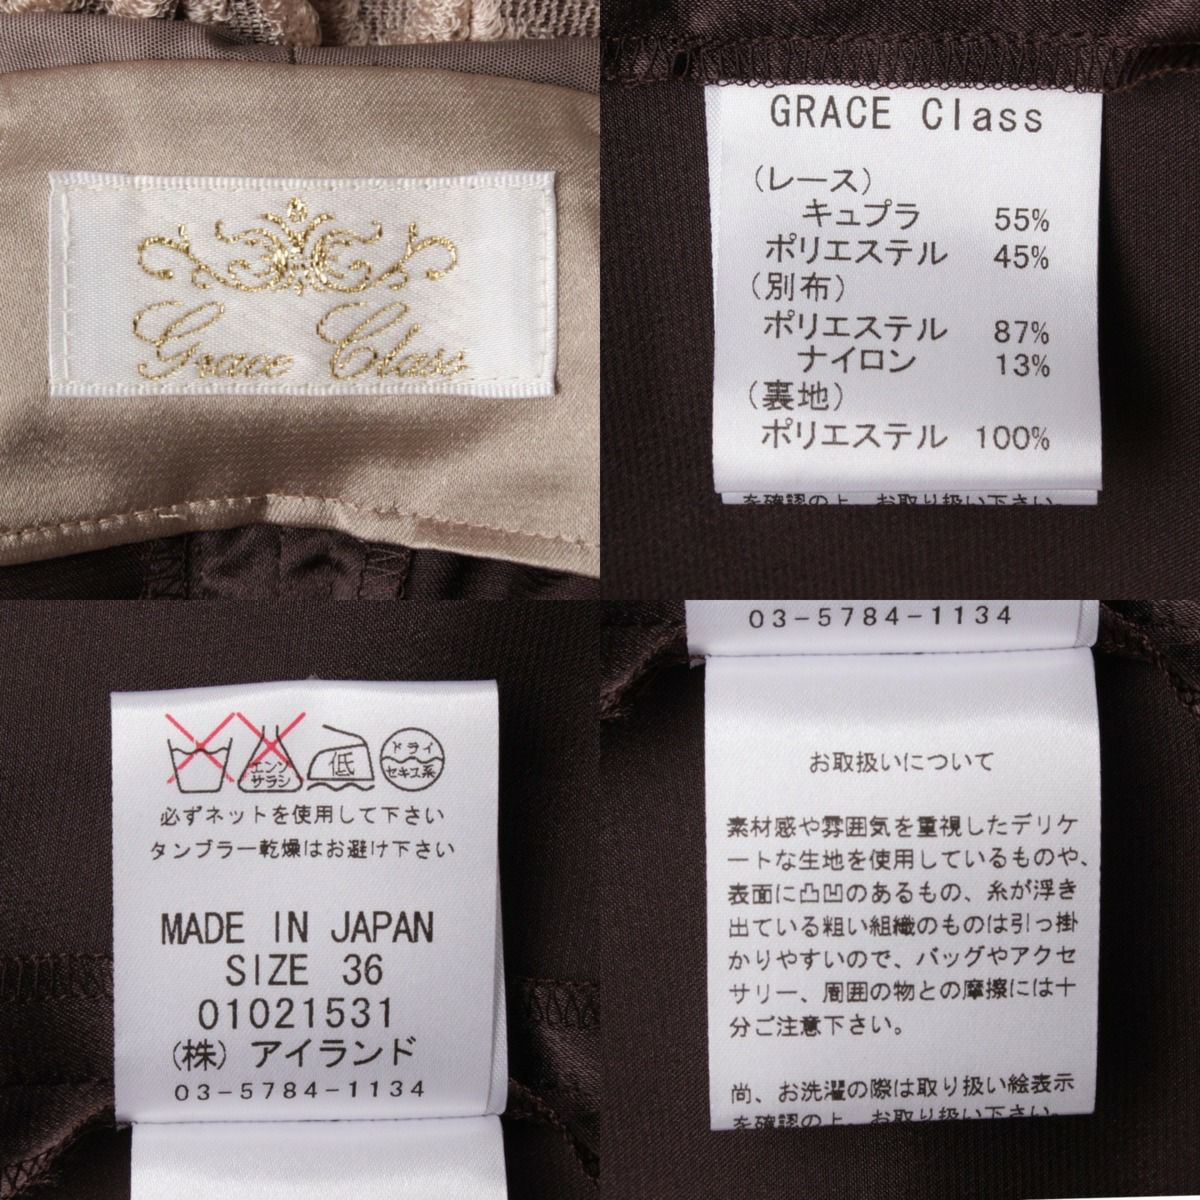 Grace Class
GRACE Class
(レース)
キュプラ 55%
ポリエステル 45%
(別布)
ポリエステル 87%
ナイロン 13%
(裏地)
ポリエステル 100%
を確認の上、お取り扱い下さい。
エンソ
サラシ
低
ドライ
セキユ系
必ずネットを使用して下さい
タンブラー乾燥はお避け下さい
MADE IN JAPAN
SIZE 36
01021531
(株) アイランド
03-5784-1134
03-5784-1134
お取扱いについて
素材感や雰囲気を重視したデリケ
ートな生地を使用しているものや、
表面に凸凹のあるもの、糸が浮き
出ている粗い組織のものは引っ掛
かりやすいので、バッグやアクセ
サリー、周囲の物との摩擦には十
分ご注意下さい。
尚、お洗濯の際は取り扱い絵表示
を確認の上、お取り扱い下さい。